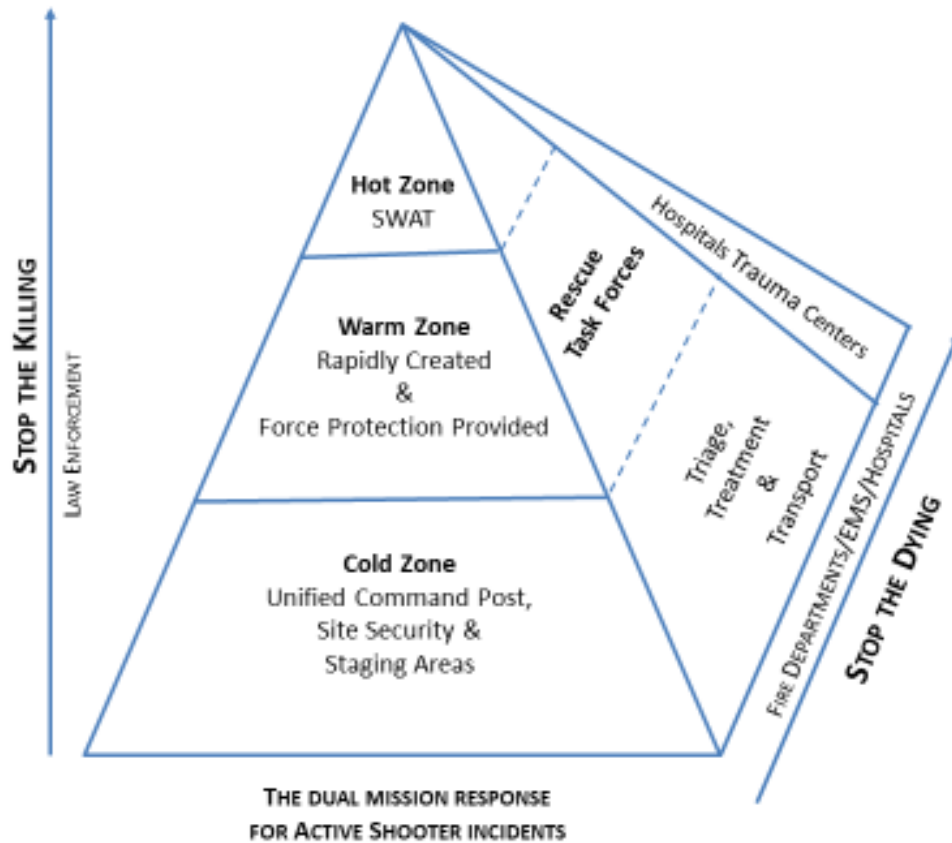 STOP THE KILLING
LAW ENFORCEMENT
Hot Zone
SWAT
Warm Zone
Rapidly Created
&
Force Protection Provided
Cold Zone
Unified Command Post,
Site Security &
Staging Areas
Rescue
Task Forces
Hospitals Trauma Centers
Triage,
Treatment
&
Transport
FIRE DEPARTMENTS/EMS/HOSPITALS
STOP THE DYING
THE DUAL MISSION RESPONSE
FOR ACTIVE SHOOTER INCIDENTS